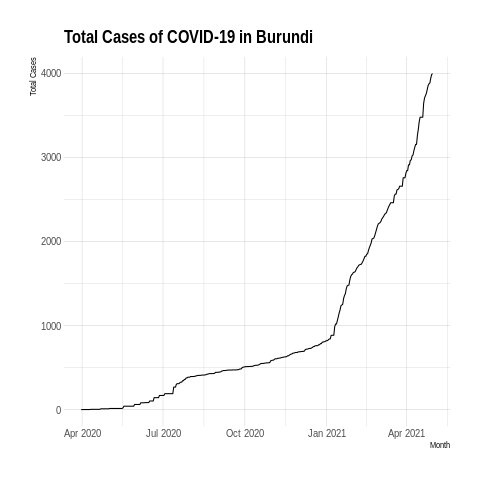 Total Cases of COVID-19 in Burundi
Total Cases
4000
3000
2000
1000
0
Apr 2020 Jul 2020 Oct 2020 Jan 2021 Apr 2021
Month